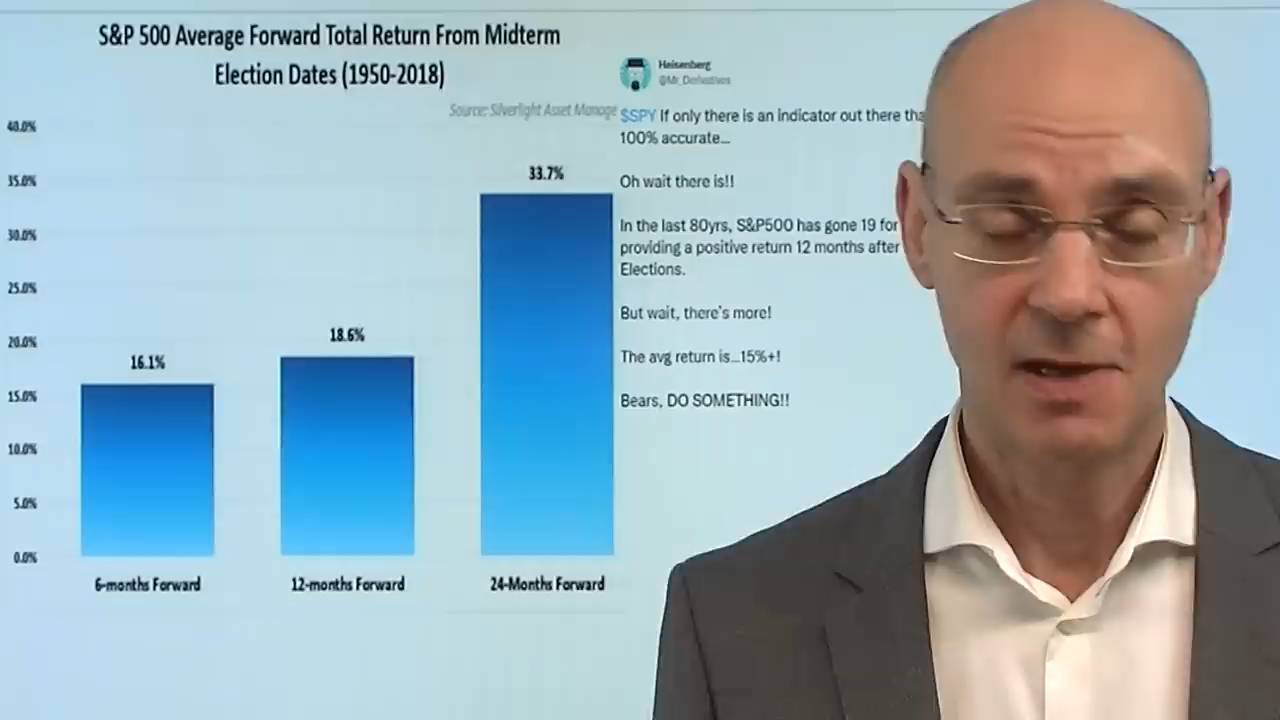 S&P 500 Average Forward Total Return From Midterm
Election Dates (1950-2018)
Source: Silverlight Asset Manage
40.0%
35.0%
30.0%
25.0%
20.0%
15.0%
10.0%
5.0%
0.0%
16.1%
18.6%
33.7%
6-months Forward
12-months Forward
24-Months Forward
Heisenberg
@Mr_Derivatives
$SPY If only there is an indicator out there tha
100% accurate...
Oh wait there is!!
In the last 80yrs, S&P500 has gone 19 for
providing a positive return 12 months after
Elections.
But wait, there's more!
The avg return is...15%+!
Bears, DO SOMETHING!!